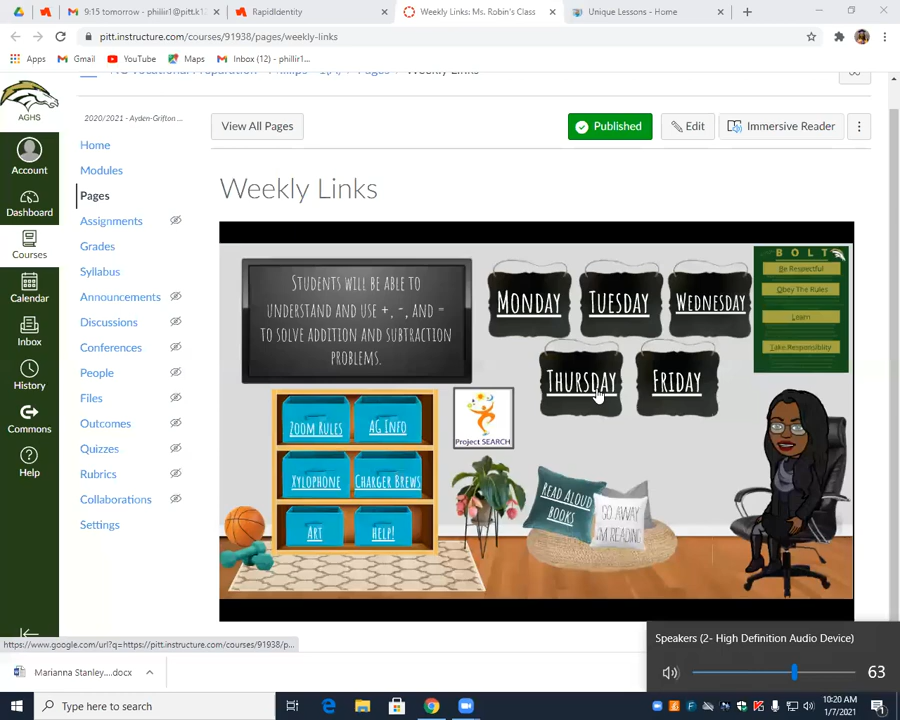 9:15 tomorrow - phillir1@pitt.k1
RapidIdentity
Weekly Links: Ms. Robin's Class
Unique Lessons - Home
pitt.instructure.com/courses/91938/pages/weekly-links
Apps
Gmail
YouTube
Maps
Inbox (12) - phillir1...
Weekly Links
AGHS
2020/2021 - Ayden-Grifton ...
View All Pages
Published
Edit
Immersive Reader
Account
Dashboard
Courses
Calendar
Inbox
History
Commons
Help
Home
Modules
Pages
Assignments
Grades
Syllabus
Announcements
Discussions
Conferences
People
Files
Outcomes
Quizzes
Rubrics
Collaborations
Settings
Weekly Links
Students will be able to
understand and use +, -, and =
to solve addition and subtraction
problems.
Monday
Tuesday
Wednesday
Thursday
Friday
BOLT
Be Respectful
Obey The Rules
Learn
Take Responsibility
Zoom Rules
AG Info
Xylophone
Charger Brews
Art
Help!
Project SEARCH
Read Aloud
Books
GO AWAY
I'M READING
https://www.google.com/url?q=https://pitt.instructure.com/courses/91938/p...
Speakers (2- High Definition Audio Device)
63
Marianna Stanley....docx
Type here to search
10:20 AM
1/7/2021